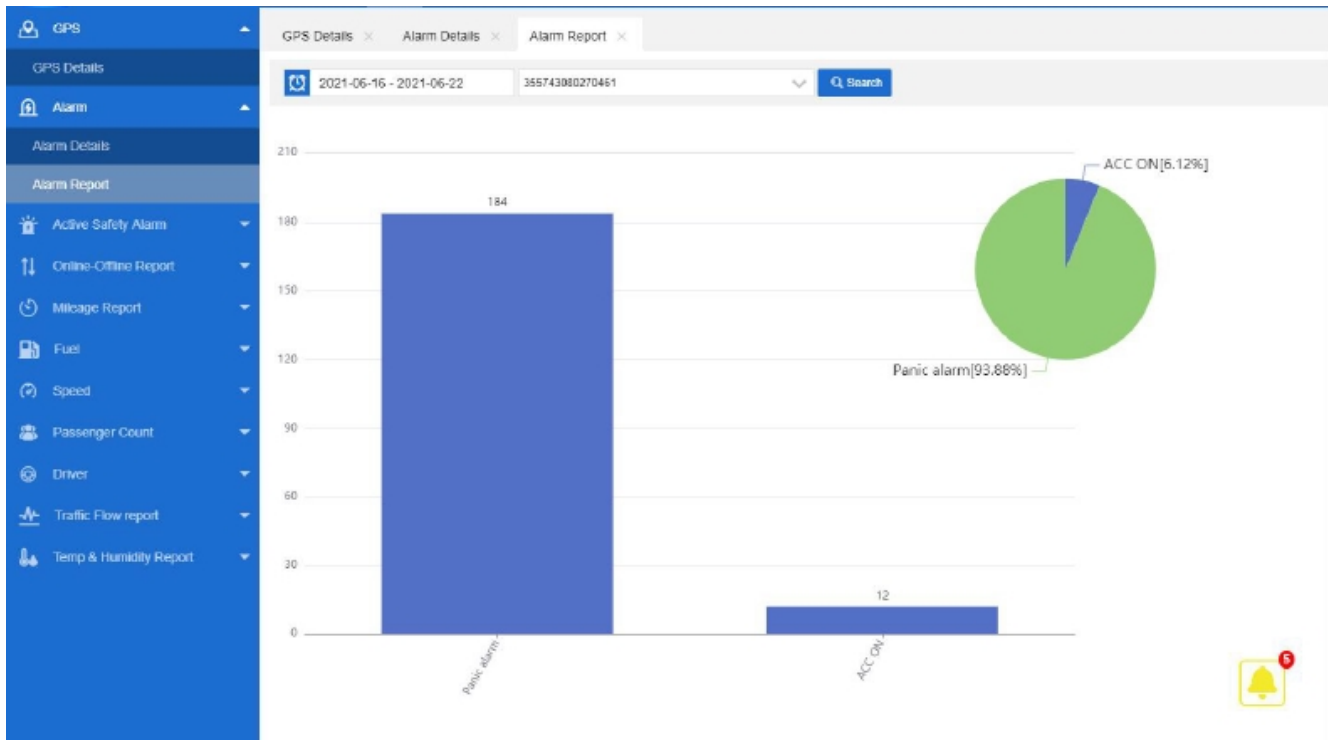 GPS
GPS Details
Alarm
Alarm Details
Alarm Report
Active Safety Alarm
Online-Offline Report
Mileage Report
Fuel
Speed
Passenger Count
Driver
Traffic Flow report
Temp & Humidity Report
GPS Details × Alarm Details × Alarm Report ×
2021-06-16 - 2021-06-22 355743080270461 Search
210
180
150
120
90
60
30
0
184
12
Panic alarm
ACC ON
ACC ON[6.12%]
Panic alarm[93.88%]
5